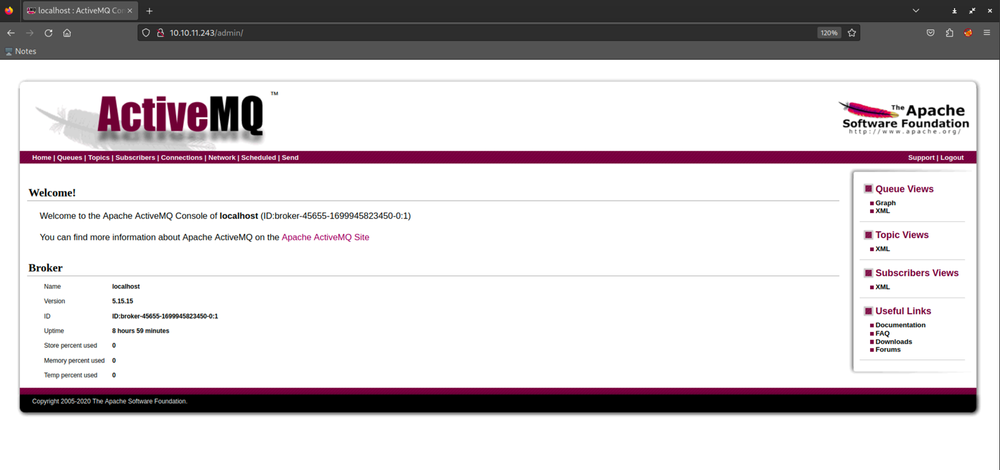 localhost : ActiveMQ Con
10.10.11.243/admin/
120%
Notes
ActiveMQ™
The Apache
Software Foundation
http://www.apache.org/
Home | Queues | Topics | Subscribers | Connections | Network | Scheduled | Send
Support | Logout
Welcome!
Welcome to the Apache ActiveMQ Console of localhost (ID:broker-45655-1699945823450-0:1)
You can find more information about Apache ActiveMQ on the Apache ActiveMQ Site
Broker
Name localhost
Version 5.15.15
ID ID:broker-45655-1699945823450-0:1
Uptime 8 hours 59 minutes
Store percent used 0
Memory percent used 0
Temp percent used 0
Queue Views
Graph
XML
Topic Views
XML
Subscribers Views
XML
Useful Links
Documentation
FAQ
Downloads
Forums
Copyright 2005-2020 The Apache Software Foundation.